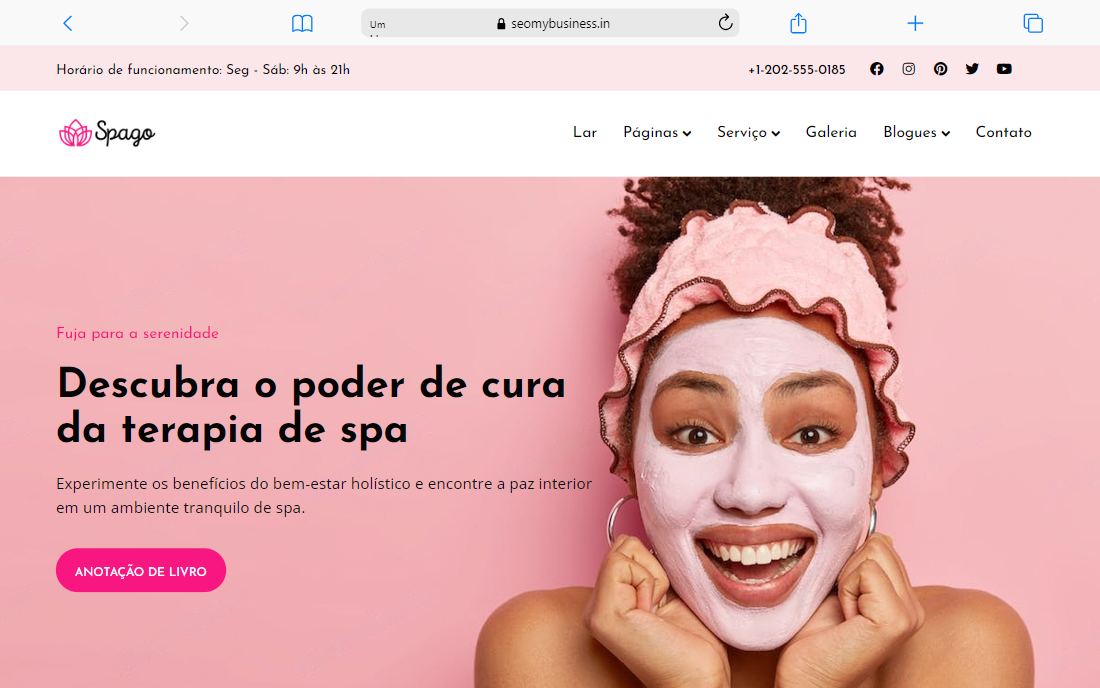 Um
seomybusiness.in
Horário de funcionamento: Seg - Sáb: 9h às 21h
+1-202-555-0185
Spago
Lar Páginas Serviço Galeria Blogues Contato
Fuja para a serenidade
Descubra o poder de cura
da terapia de spa
Experimente os benefícios do bem-estar holístico e encontre a paz interior
em um ambiente tranquilo de spa.
ANOTAÇÃO DE LIVRO